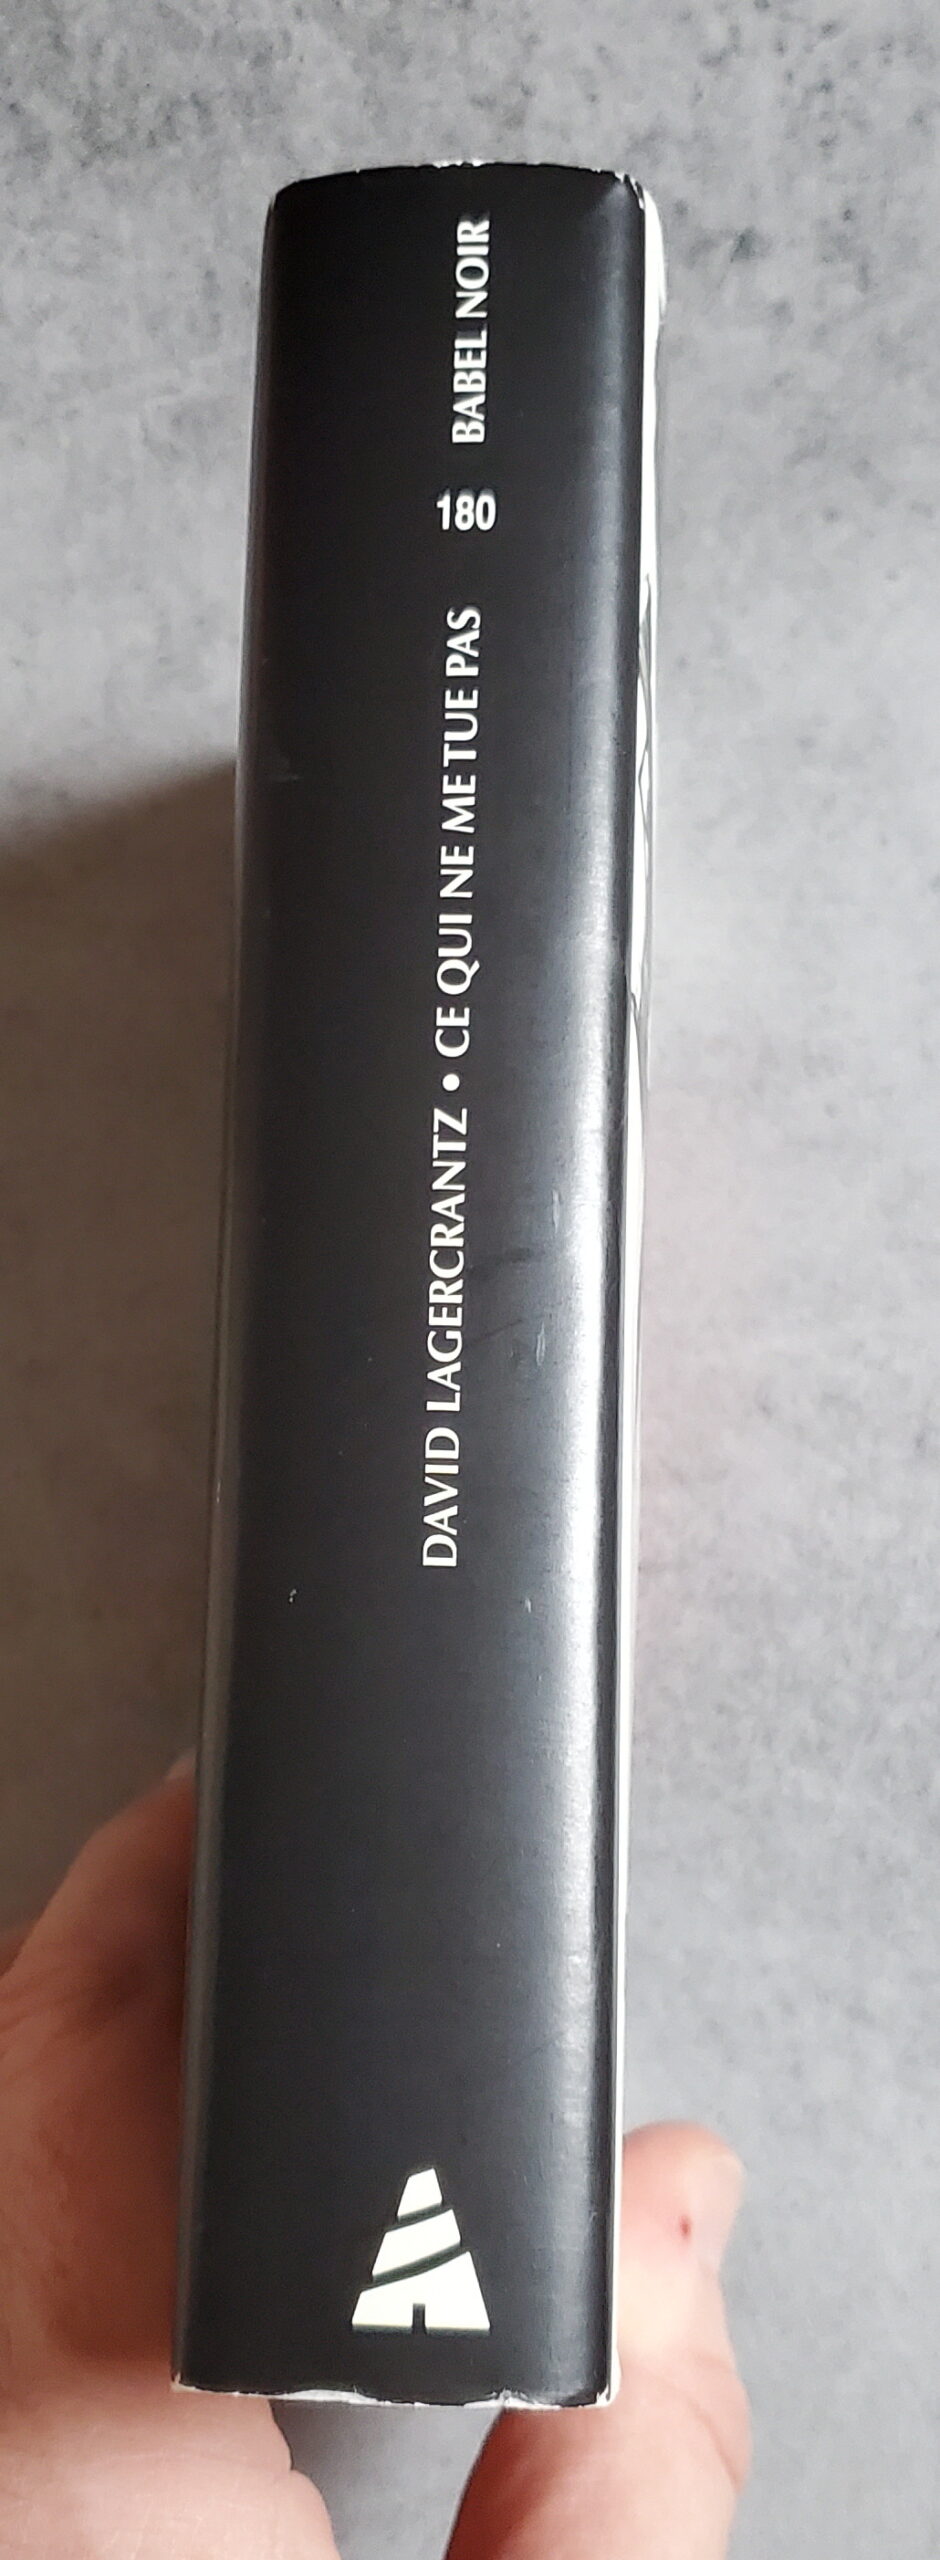 DAVID LAGERCRANTZ • CE QUI NE ME TUE PAS
180
BABEL NOIR